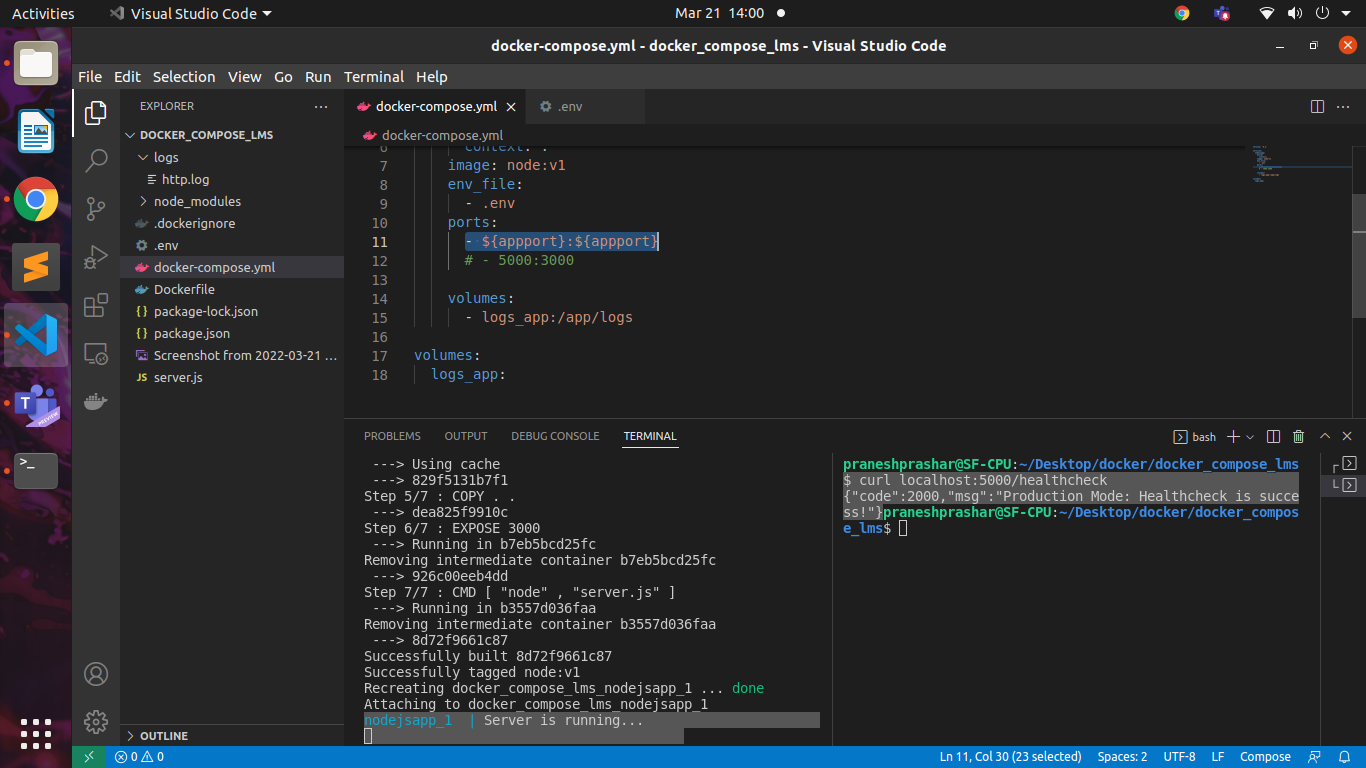 Activities
Visual Studio Code
Mar 21 14:00
docker-compose.yml - docker_compose_lms - Visual Studio Code
File Edit Selection View Go Run Terminal Help
EXPLORER
DOCKER_COMPOSE_LMS
logs
http.log
node_modules
.dockerignore
.env
docker-compose.yml
Dockerfile
package-lock.json
package.json
Screenshot from 2022-03-21 ...
JS server.js
OUTLINE
docker-compose.yml
.env
docker-compose.yml
6 context: .
7 image: node:v1
8 env_file:
9 - .env
10 ports:
11 - ${appport}:${appport}
12 # - 5000:3000
13
14 volumes:
15 - logs_app:/app/logs
16
17 volumes:
18 logs_app:
PROBLEMS OUTPUT DEBUG CONSOLE TERMINAL
bash
---> Using cache
---> 829f5131b7f1
Step 5/7 : COPY . .
---> dea825f9910c
Step 6/7 : EXPOSE 3000
---> Running in b7eb5bcd25fc
Removing intermediate container b7eb5bcd25fc
---> 926c00eeb4dd
Step 7/7 : CMD [ "node" , "server.js" ]
---> Running in b3557d036faa
Removing intermediate container b3557d036faa
---> 8d72f9661c87
Successfully built 8d72f9661c87
Successfully tagged node:v1
Recreating docker_compose_lms_nodejsapp_1 ... done
Attaching to docker_compose_lms_nodejsapp_1
nodejsapp_1 | Server is running...
praneshprashar@SF-CPU:~/Desktop/docker/docker_compose_lms
$ curl localhost:5000/healthcheck
{"code":2000,"msg":"Production Mode: Healthcheck is succe
ss!"}praneshprashar@SF-CPU:~/Desktop/docker/docker_compos
e_lms$
0 0
Ln 11, Col 30 (23 selected) Spaces: 2 UTF-8 LF Compose